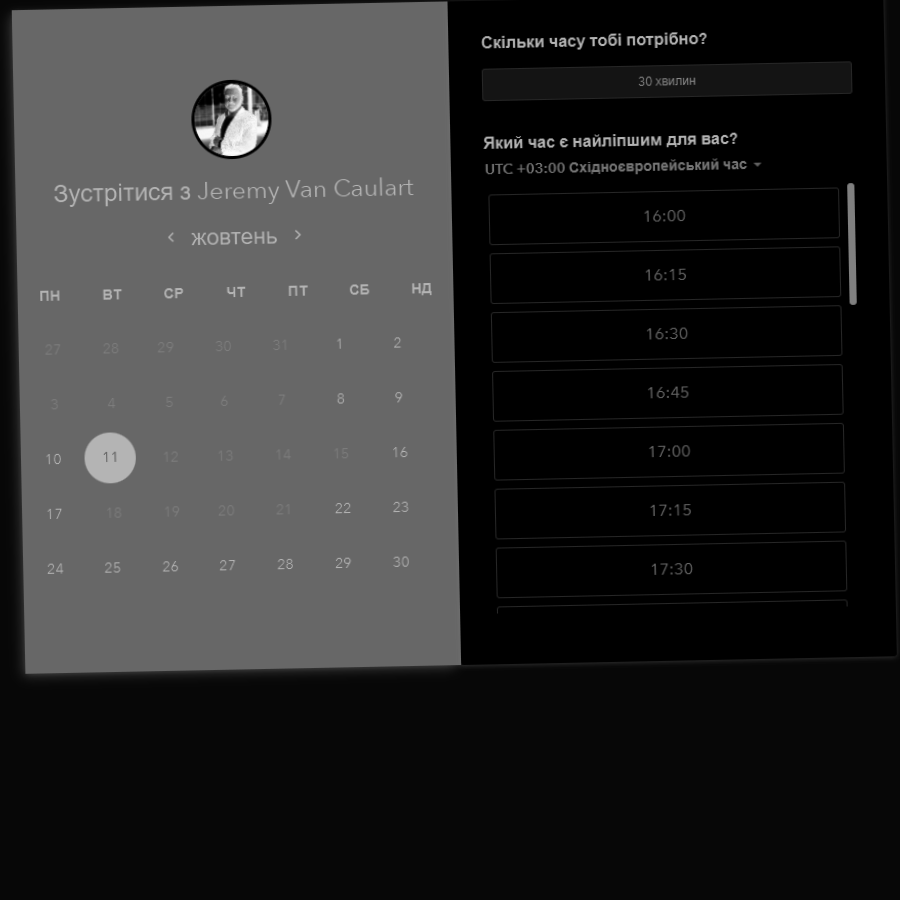 Зустрітися з Jeremy Van Caulart
‹ жовтень ›
ПН ВТ СР ЧТ ПТ СБ НД
27 28 29 30 31 1 2
3 4 5 6 7 8 9
10 11 12 13 14 15 16
17 18 19 20 21 22 23
24 25 26 27 28 29 30
Скільки часу тобі потрібно?
30 хвилин
Який час є найліпшим для вас?
UTC +03:00 Східноєвропейський час
16:00
16:15
16:30
16:45
17:00
17:15
17:30